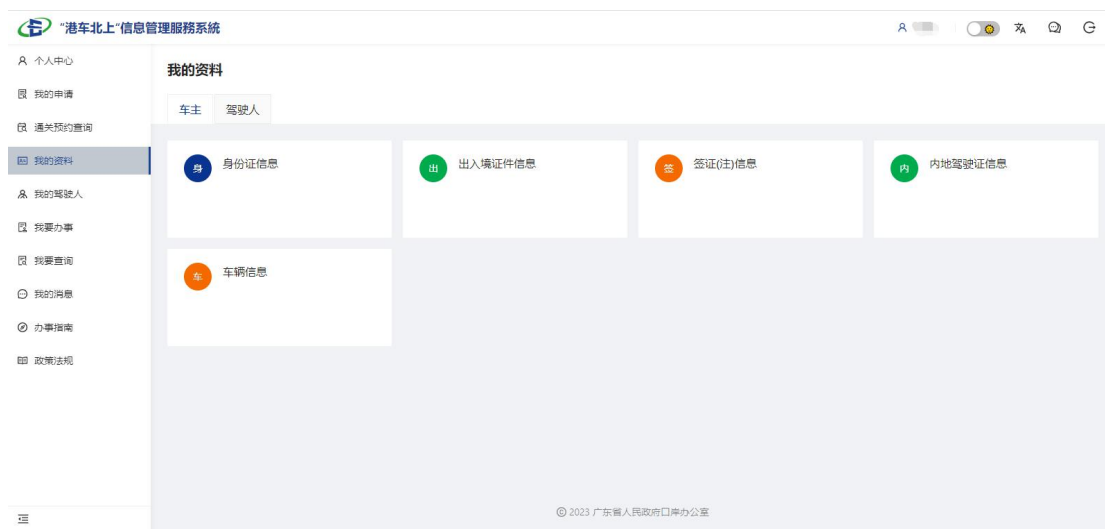 “港车北上”信息管理服務系統
个人中心
我的申请
通关预约查询
我的资料
我的驾驶人
我要办事
我要查询
我的消息
办事指南
政策法规
我的资料
车主 驾驶人
身 身份证信息
出 出入境证件信息
签 签证(注)信息
内 内地驾驶证信息
车 车辆信息
© 2023 广东省人民政府口岸办公室